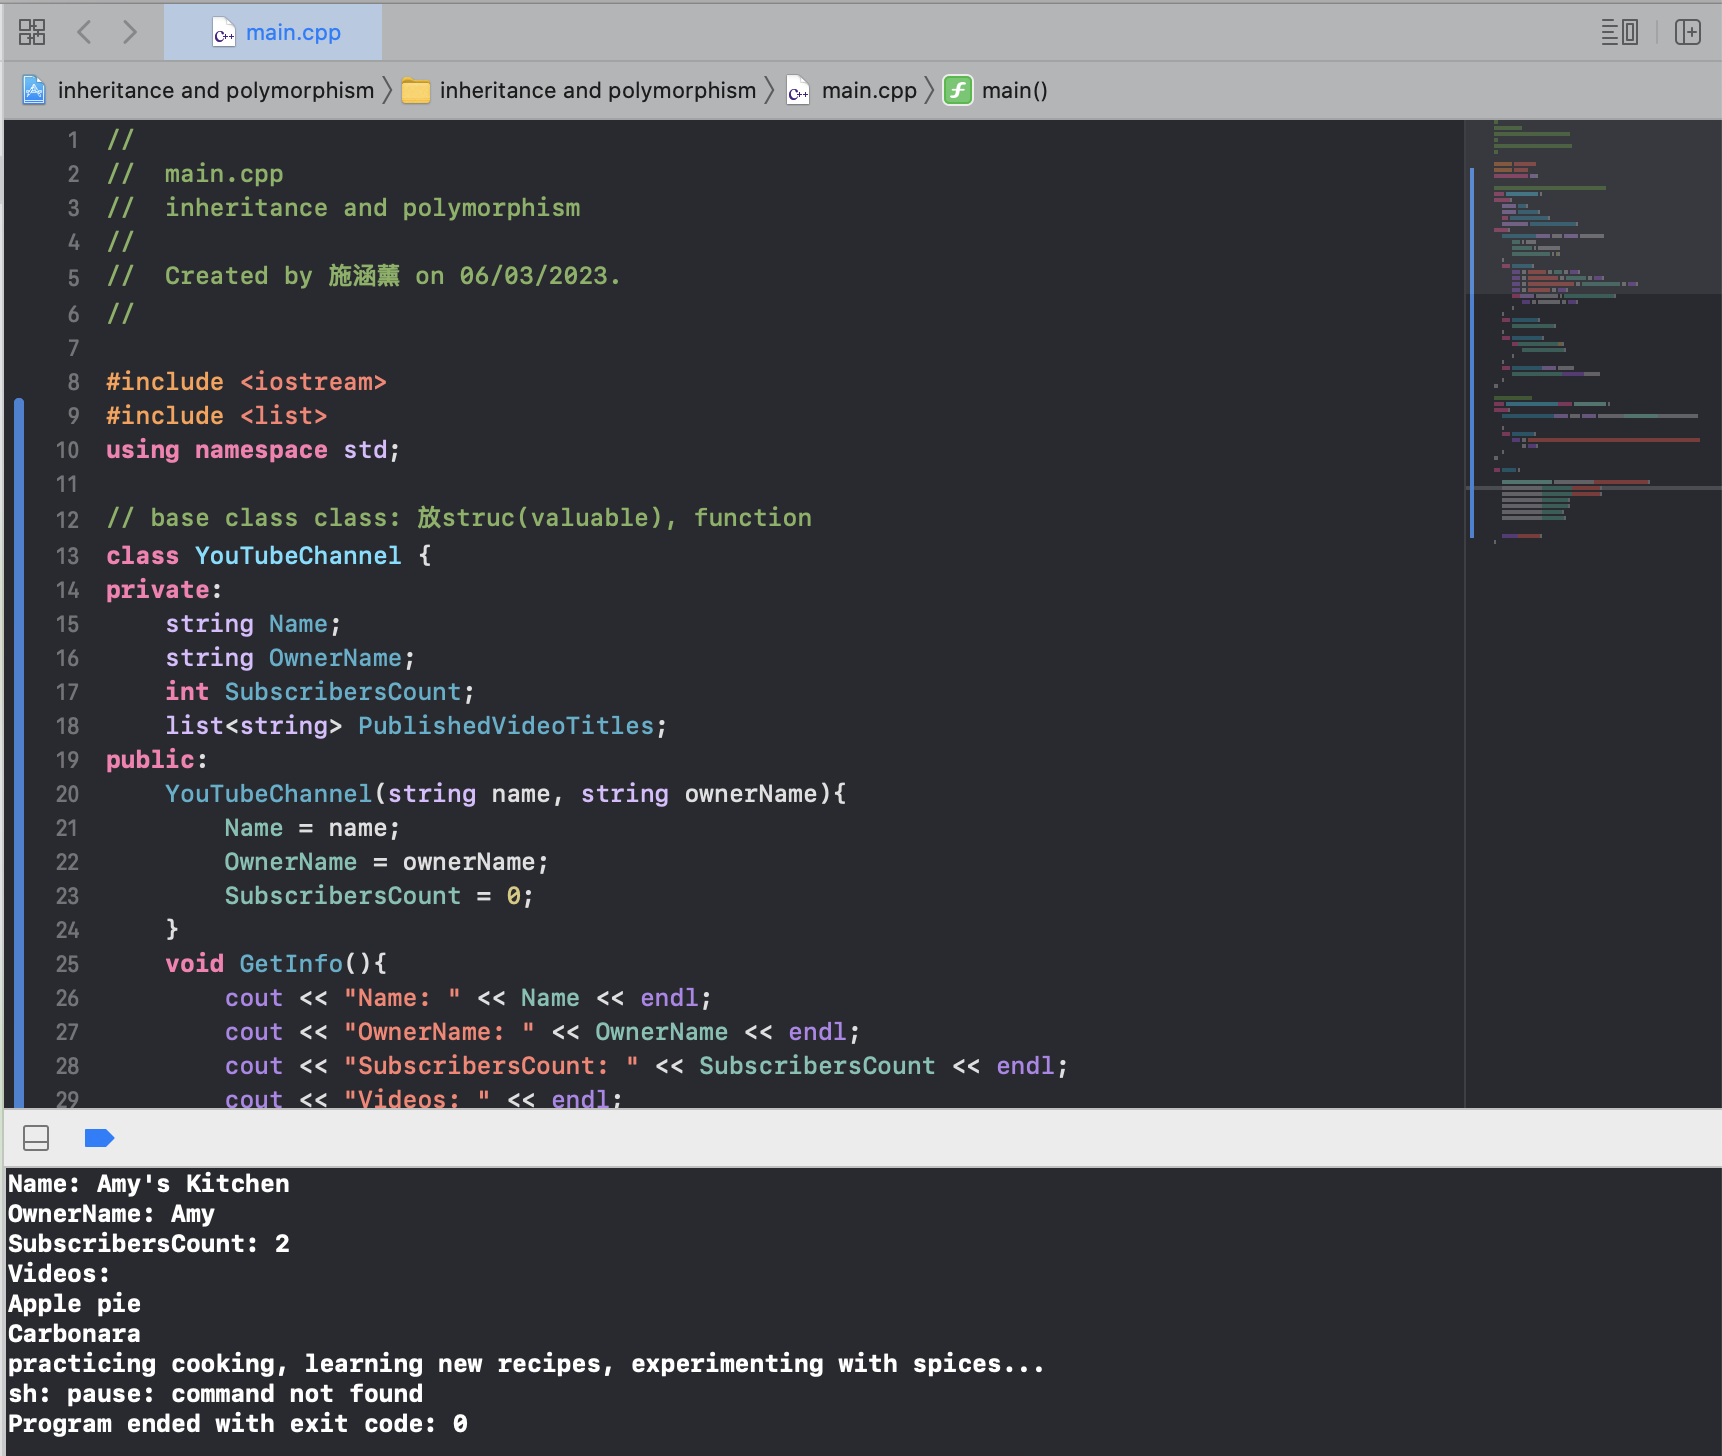 main.cpp
inheritance and polymorphism
inheritance and polymorphism
main.cpp
main()
1 //
2 //  main.cpp
3 //  inheritance and polymorphism
4 //
5 //  Created by 施涵薰 on 06/03/2023.
6 //
7
8 #include <iostream>
9 #include <list>
10 using namespace std;
11
12 // base class class: 放struc(valuable), function
13 class YouTubeChannel {
14 private:
15     string Name;
16     string OwnerName;
17     int SubscribersCount;
18     list<string> PublishedVideoTitles;
19 public:
20     YouTubeChannel(string name, string ownerName){
21         Name = name;
22         OwnerName = ownerName;
23         SubscribersCount = 0;
24     }
25     void GetInfo(){
26         cout << "Name: " << Name << endl;
27         cout << "OwnerName: " << OwnerName << endl;
28         cout << "SubscribersCount: " << SubscribersCount << endl;
29         cout << "Videos: " << endl;
Name: Amy's Kitchen
OwnerName: Amy
SubscribersCount: 2
Videos:
Apple pie
Carbonara
practicing cooking, learning new recipes, experimenting with spices...
sh: pause: command not found
Program ended with exit code: 0